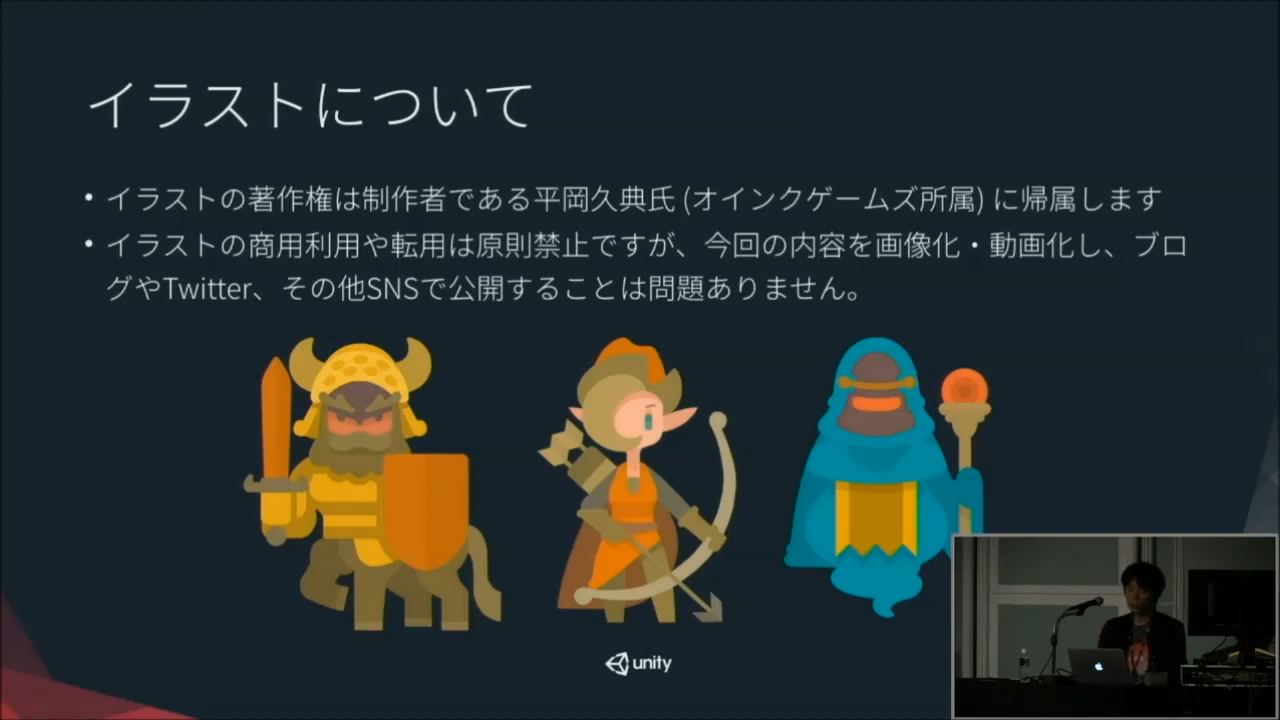 イラストについて
• イラストの著作権は制作者である平岡久典氏 (オインクゲームズ所属) に帰属します
• イラストの商用利用や転用は原則禁止ですが、今回の内容を画像化・動画化し、ブロ
グやTwitter、その他SNSで公開することは問題ありません。
unity